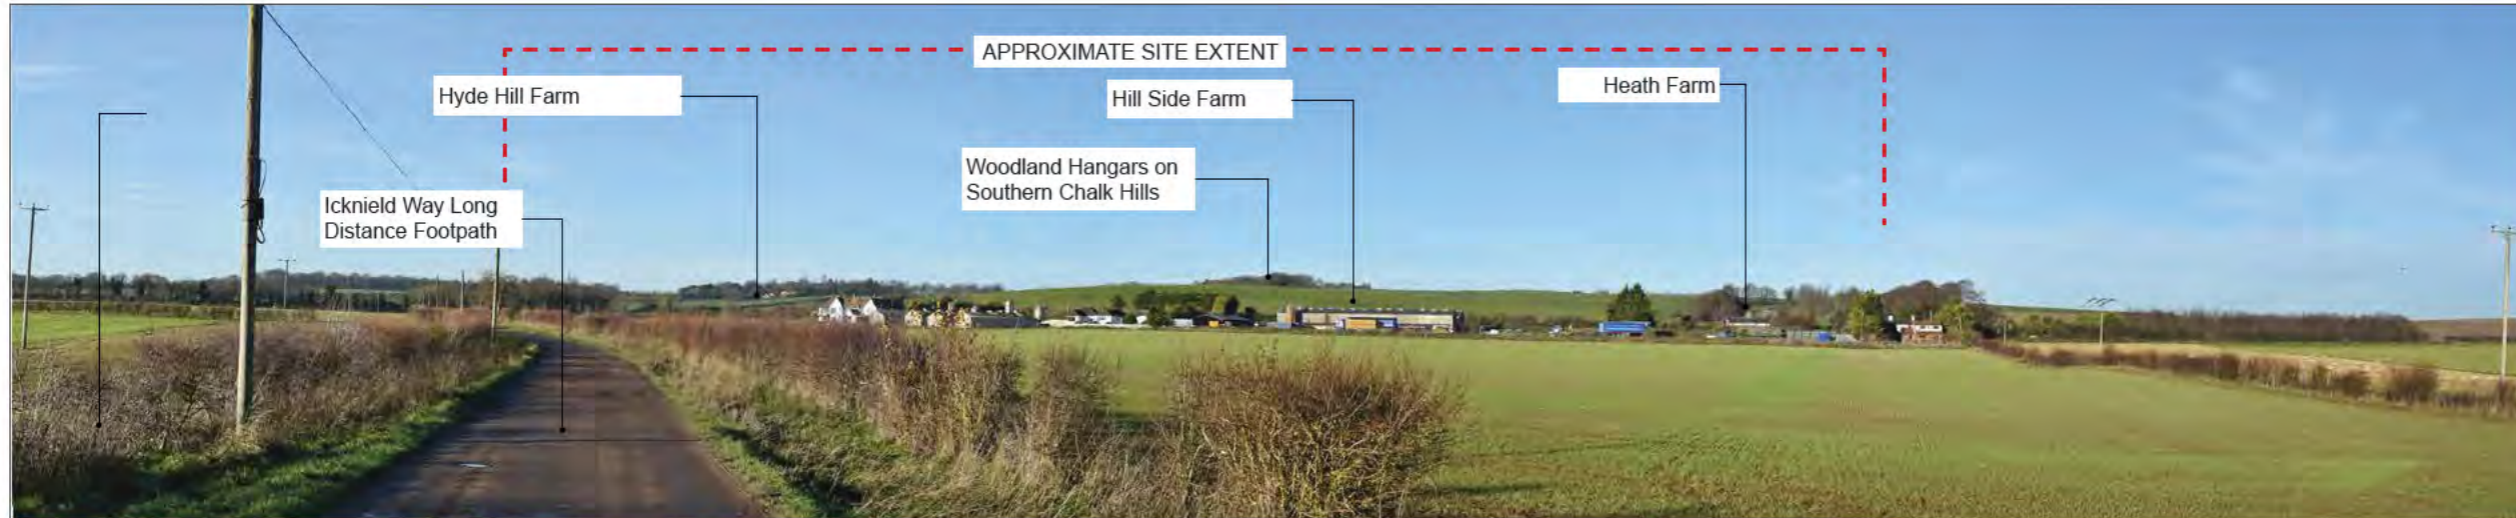 APPROXIMATE SITE EXTENT
Hyde Hill Farm
Hill Side Farm
Heath Farm
Woodland Hangars on
Southern Chalk Hills
Icknield Way Long
Distance Footpath